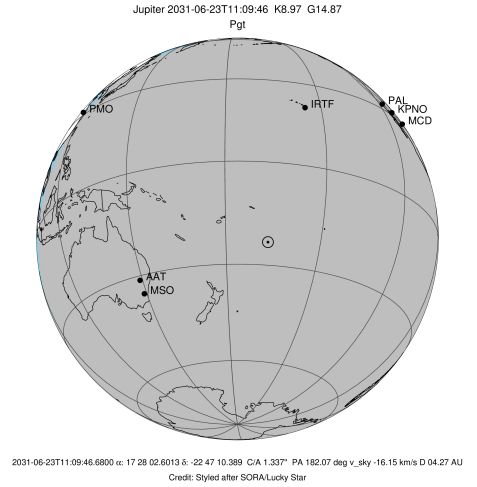 Jupiter 2031-06-23T11:09:46 K8.97 G14.87
Pgt
PMO
IRTF
PAL
KPNO
MCD
AAT
MSO
2031-06-23T11:09:46.6800 α: 17 28 02.6013 δ: -22 47 10.389 C/A 1.337" PA 182.07 deg v_sky -16.15 km/s D 04.27 AU
Credit: Styled after SORA/Lucky Star